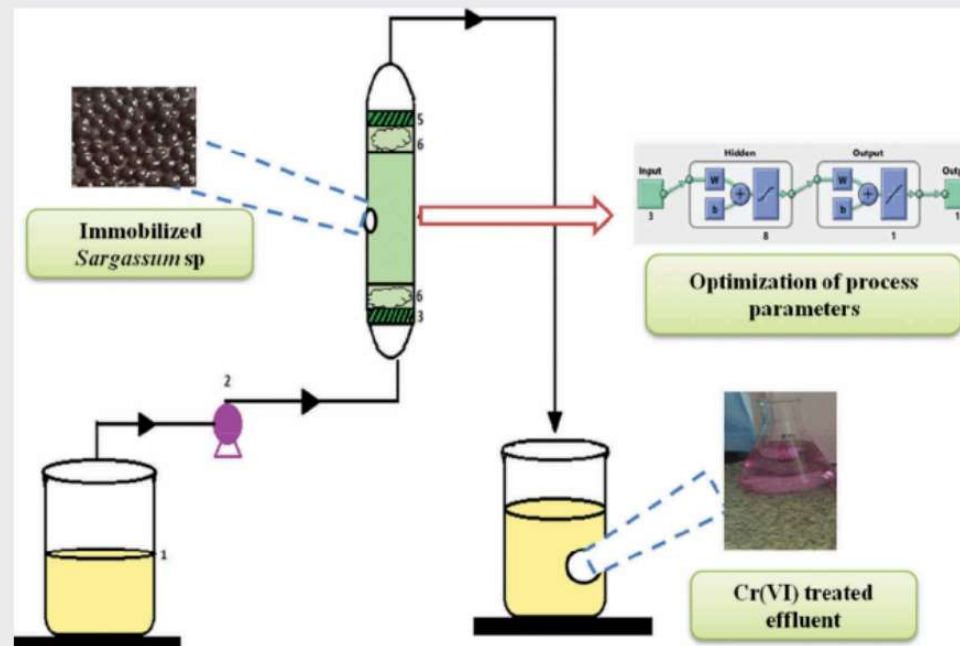 5
6
Immobilized
Sargassum sp
6
3
2
1
Hidden
Output
Input
W
b
W
b
3
8
1
1
Optimization of process
parameters
Cr(VI) treated
effluent